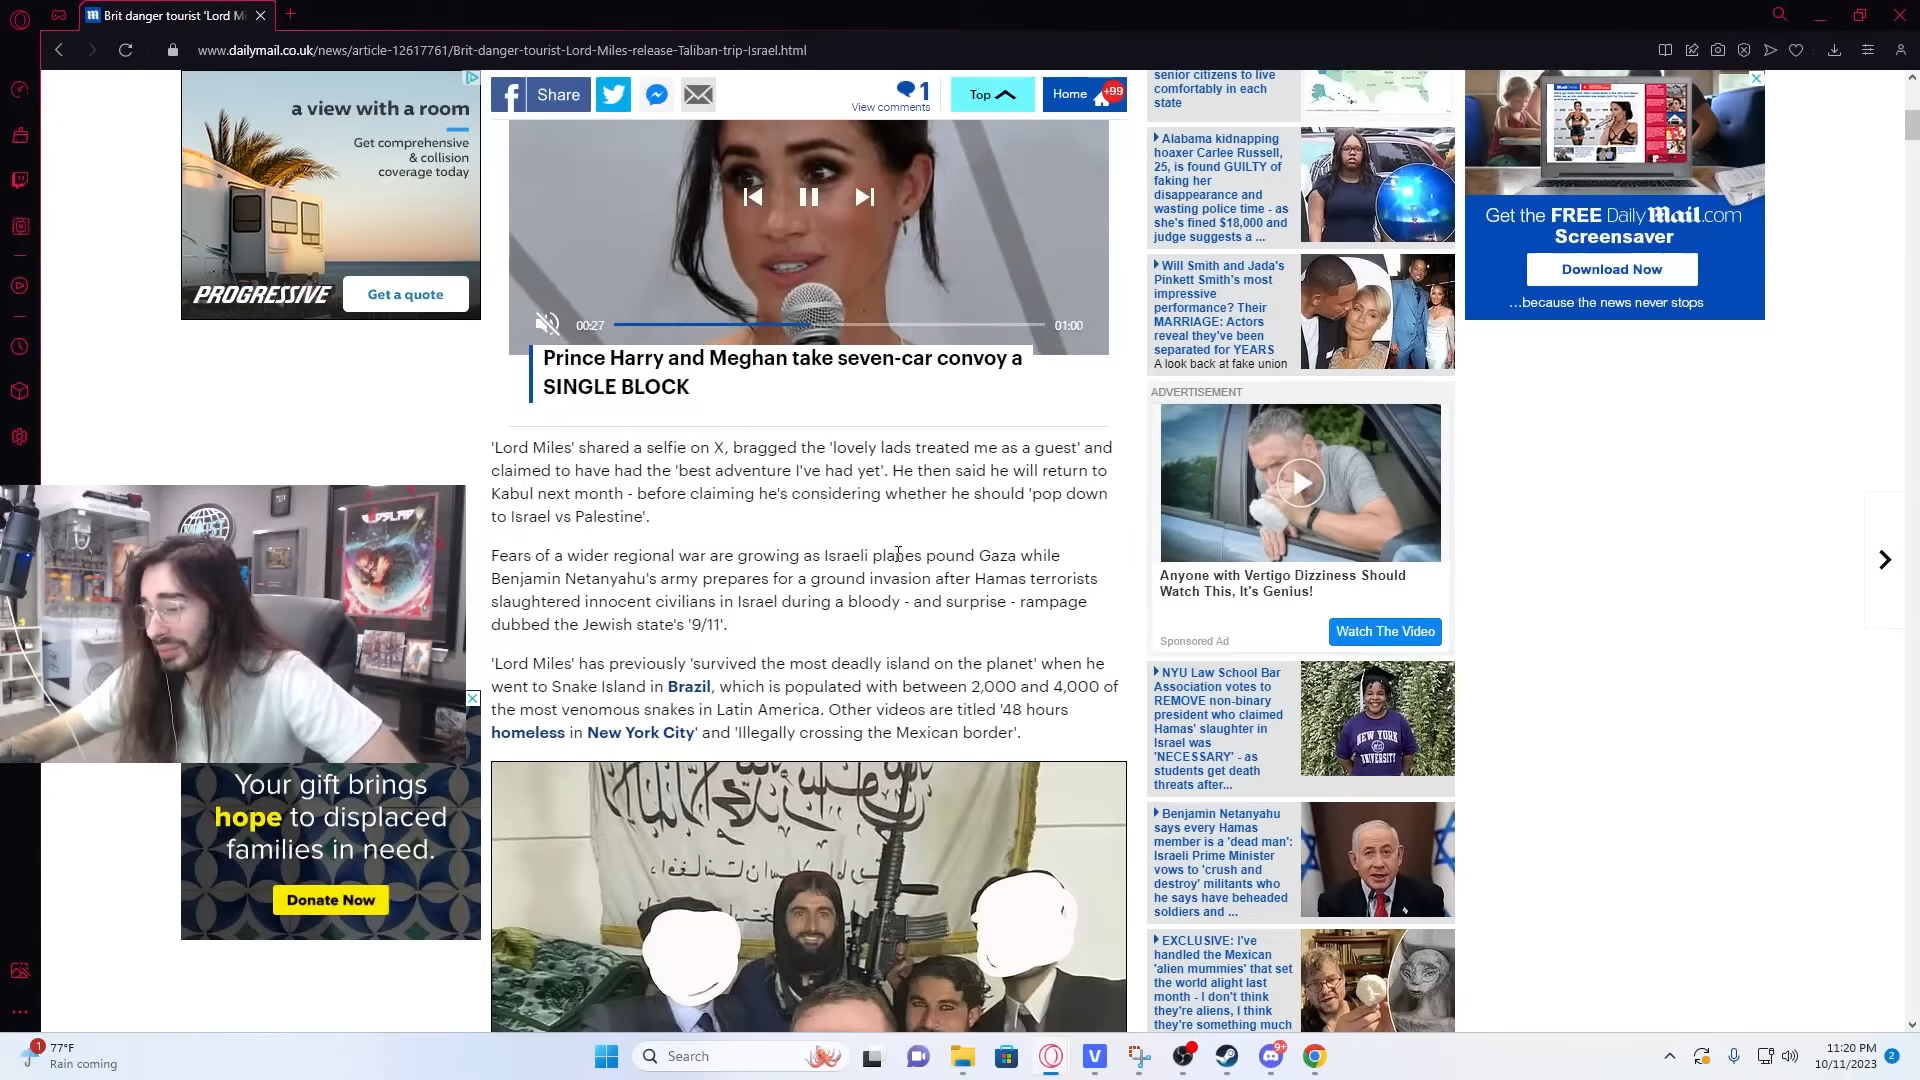 Brit danger tourist 'Lord Mi
www.dailymail.co.uk/news/article-12617761/Brit-danger-tourist-Lord-Miles-release-Taliban-trip-Israel.html
a view with a room
Get comprehensive
& collision
coverage today
PROGRESSIVE
Get a quote
Share
1
View comments
Top
Home
+99
00:27
01:00
Prince Harry and Meghan take seven-car convoy a
SINGLE BLOCK
'Lord Miles' shared a selfie on X, bragged the 'lovely lads treated me as a guest' and
claimed to have had the 'best adventure I've had yet'. He then said he will return to
Kabul next month - before claiming he's considering whether he should 'pop down
to Israel vs Palestine'.
Fears of a wider regional war are growing as Israeli planes pound Gaza while
Benjamin Netanyahu's army prepares for a ground invasion after Hamas terrorists
slaughtered innocent civilians in Israel during a bloody - and surprise - rampage
dubbed the Jewish state's '9/11'.
'Lord Miles' has previously 'survived the most deadly island on the planet' when he
went to Snake Island in Brazil, which is populated with between 2,000 and 4,000 of
the most venomous snakes in Latin America. Other videos are titled '48 hours
homeless in New York City' and 'Illegally crossing the Mexican border'.
senior citizens to live
comfortably in each
state
Alabama kidnapping
hoaxer Carlee Russell,
25, is found GUILTY of
faking her
disappearance and
wasting police time - as
she's fined $18,000 and
judge suggests a ...
Will Smith and Jada's
Pinkett Smith's most
impressive
performance? Their
MARRIAGE: Actors
reveal they've been
separated for YEARS
A look back at fake union
ADVERTISEMENT
Anyone with Vertigo Dizziness Should
Watch This, It's Genius!
Sponsored Ad
Watch The Video
NYU Law School Bar
Association votes to
REMOVE non-binary
president who claimed
Hamas' slaughter in
Israel was
'NECESSARY' - as
students get death
threats after...
NEW YORK
UNIVERSITY
Benjamin Netanyahu
says every Hamas
member is a 'dead man':
Israeli Prime Minister
vows to 'crush and
destroy' militants who
he says have beheaded
soldiers and ...
EXCLUSIVE: I've
handled the Mexican
'alien mummies' that set
the world alight last
month - I don't think
they're aliens, I think
they're something much
Get the FREE DailyMail.com
Screensaver
Download Now
...because the news never stops
Your gift brings
hope to displaced
families in need.
Donate Now
1
77°F
Rain coming
Search
V
9+
11:20 PM
10/11/2023
2